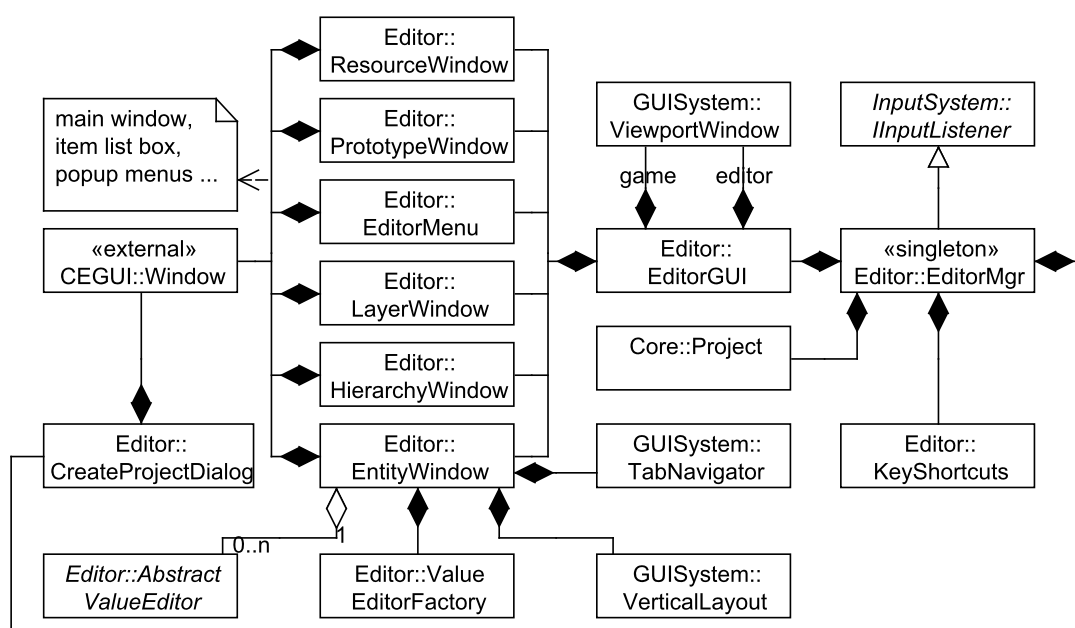 Editor::
ResourceWindow
main window,
item list box,
popup menus ...
Editor::
PrototypeWindow
GUISystem::
ViewportWindow
InputSystem::
IInputListener
game
editor
Editor::
EditorMenu
«external»
CEGUI::Window
Editor::
EditorGUI
«singleton»
Editor::EditorMgr
Editor::
LayerWindow
Core::Project
Editor::
HierarchyWindow
Editor::
CreateProjectDialog
Editor::
EntityWindow
GUISystem::
TabNavigator
Editor::
KeyShortcuts
0..n
1
Editor::Abstract
ValueEditor
Editor::Value
EditorFactory
GUISystem::
VerticalLayout